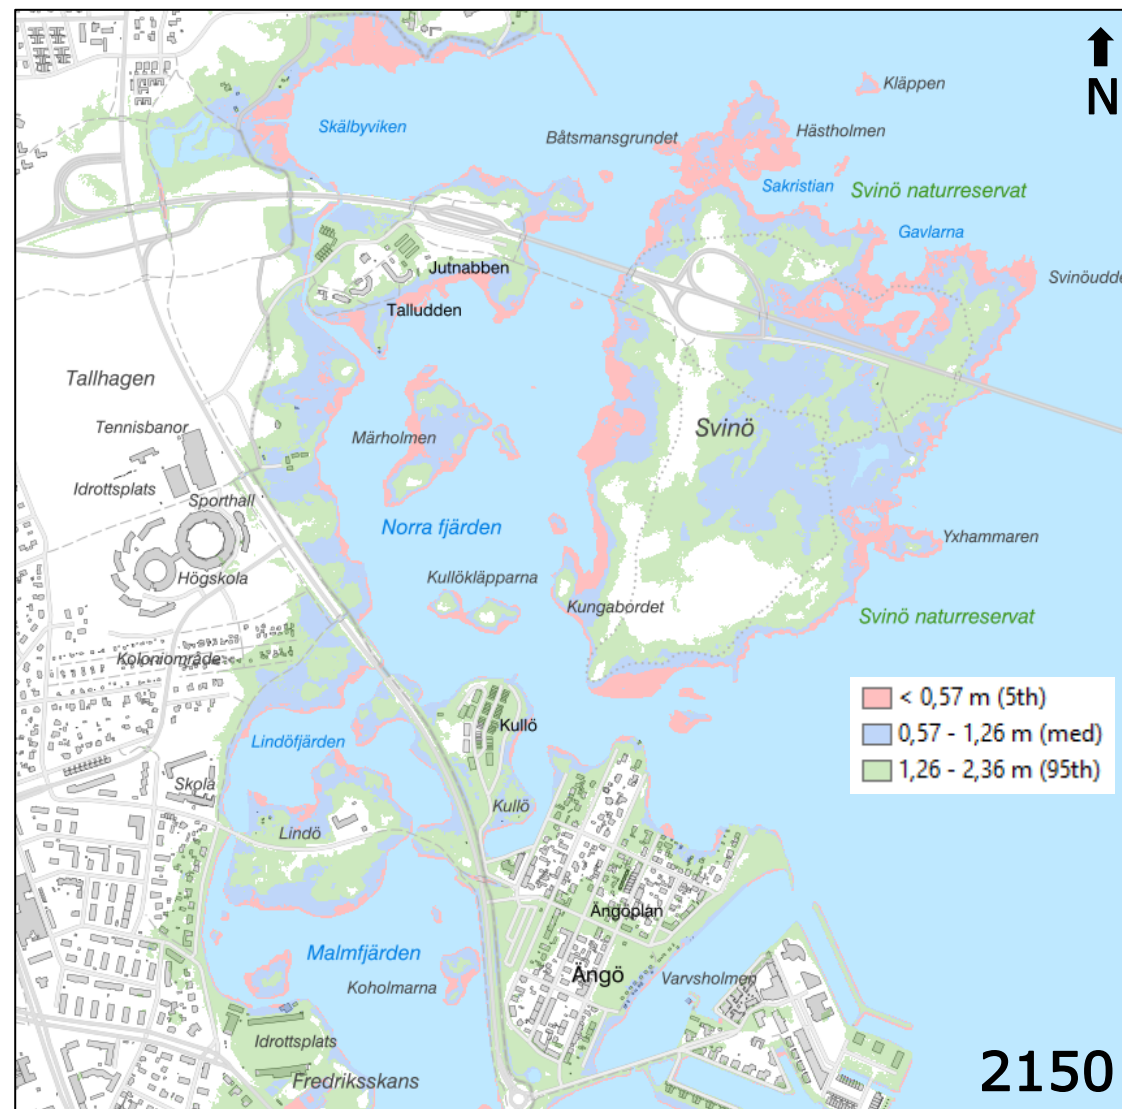 N
Kläppen
Skälbyviken
Båtsmansgrundet
Hästholmen
Sakristian
Svinö naturreservat
Gavlarna
Jutnabben
Svinöudde
Talludden
Tallhagen
Tennisbanor
Märholmen
Svinö
Idrottsplats
Sporthall
Norra fjärden
Yxhammaren
Högskola
Kullökläpparna
Kungabordet
Svinö naturreservat
Koloniområde
< 0,57 m (5th)
0,57 - 1,26 m (med)
1,26 - 2,36 m (95th)
Kullö
Lindöfjärden
Skola
Kullö
Lindö
Ängöplan
Malmfjärden
Ängö
Varvsholmen
Koholmarna
Idrottsplats
Fredriksskans
2150